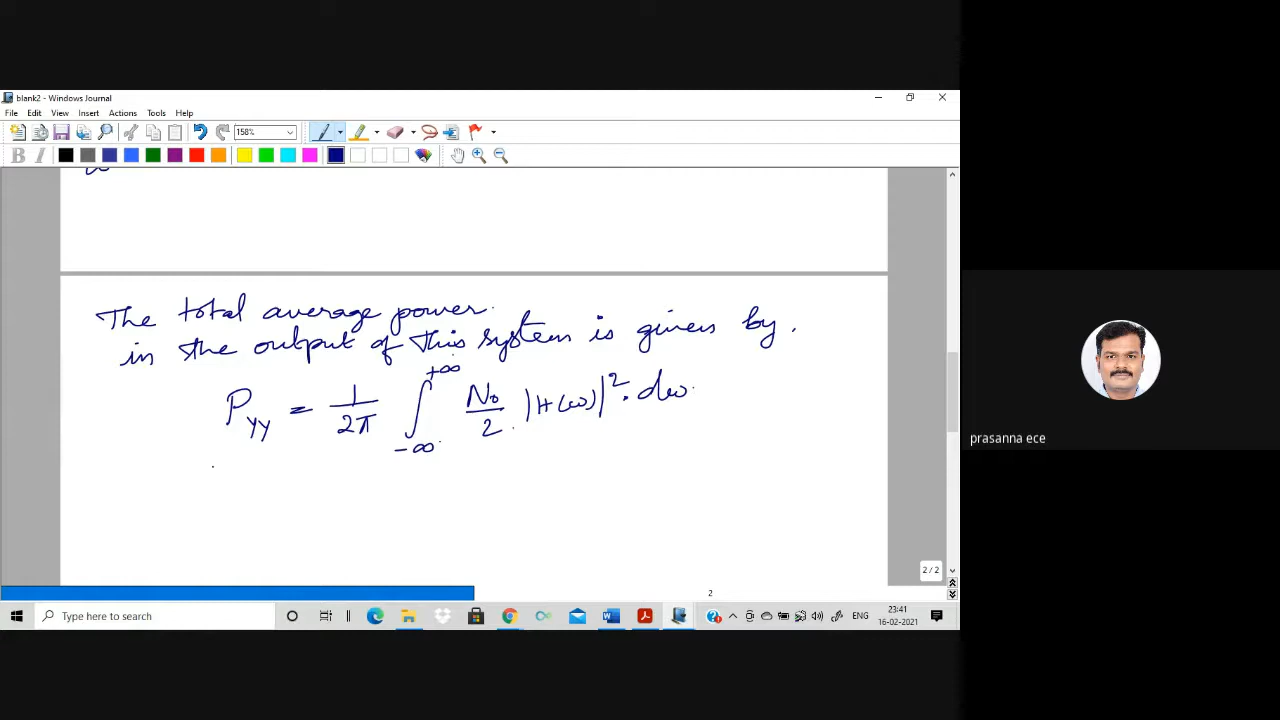 blank2 - Windows Journal
File Edit View Insert Actions Tools Help
158%
B I
w
The total average power.
in the output of this system is given by.
P_YY = 1/2π ∫_{-∞}^{+∞} N₀/2 |H(ω)|² . dω
2 / 2
2
Type here to search
ENG
23:41
16-02-2021
prasanna ece